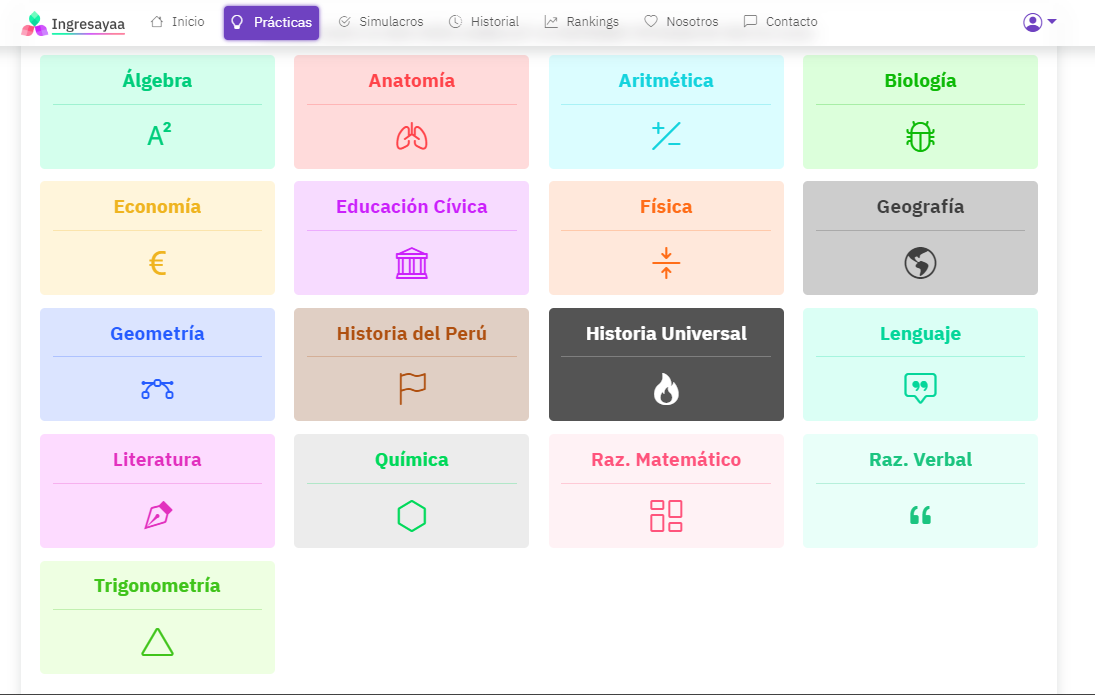 Ingresayaa
Inicio
Prácticas
Simulacros
Historial
Rankings
Nosotros
Contacto
Álgebra
Anatomía
Aritmética
Biología
A²
Economía
Educación Cívica
Física
Geografía
€
Geometría
Historia del Perú
Historia Universal
Lenguaje
Literatura
Química
Raz. Matemático
Raz. Verbal
Trigonometría